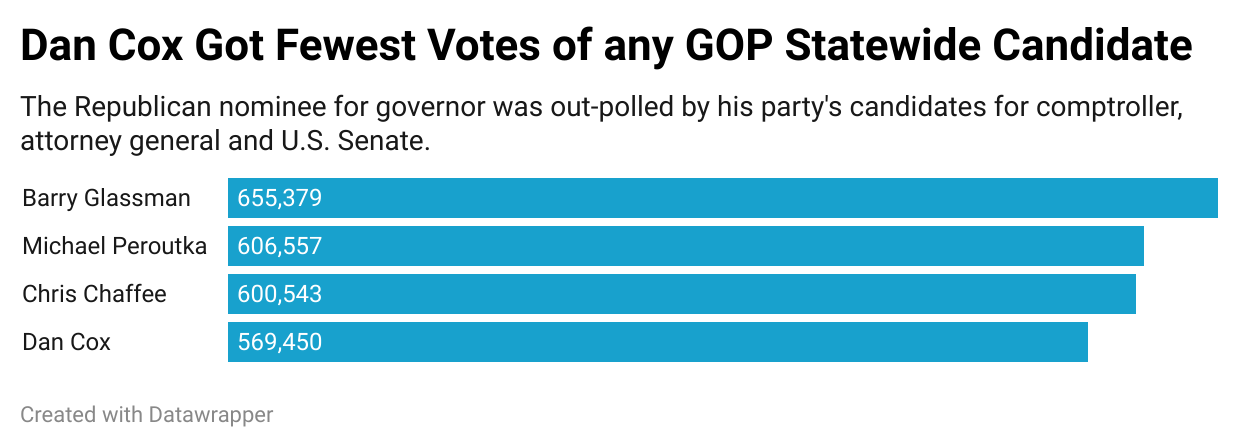 Dan Cox Got Fewest Votes of any GOP Statewide Candidate
The Republican nominee for governor was out-polled by his party's candidates for comptroller,
attorney general and U.S. Senate.
Barry Glassman 655,379
Michael Peroutka 606,557
Chris Chaffee 600,543
Dan Cox 569,450
Created with Datawrapper